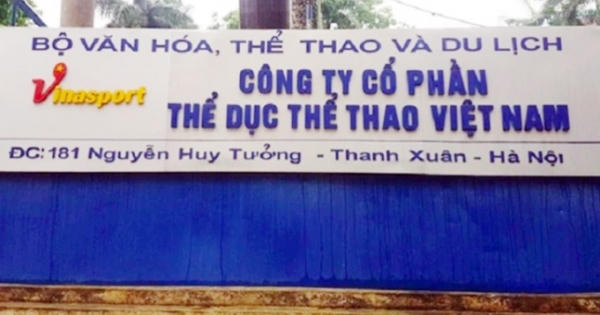 BỘ VĂN HÓA, THỂ THAO VÀ DU LỊCH
Vinasport
CÔNG TY CỔ PHẦN
THỂ DỤC THỂ THAO VIỆT NAM
ĐC: 181 Nguyễn Huy Tưởng - Thanh Xuân - Hà Nội